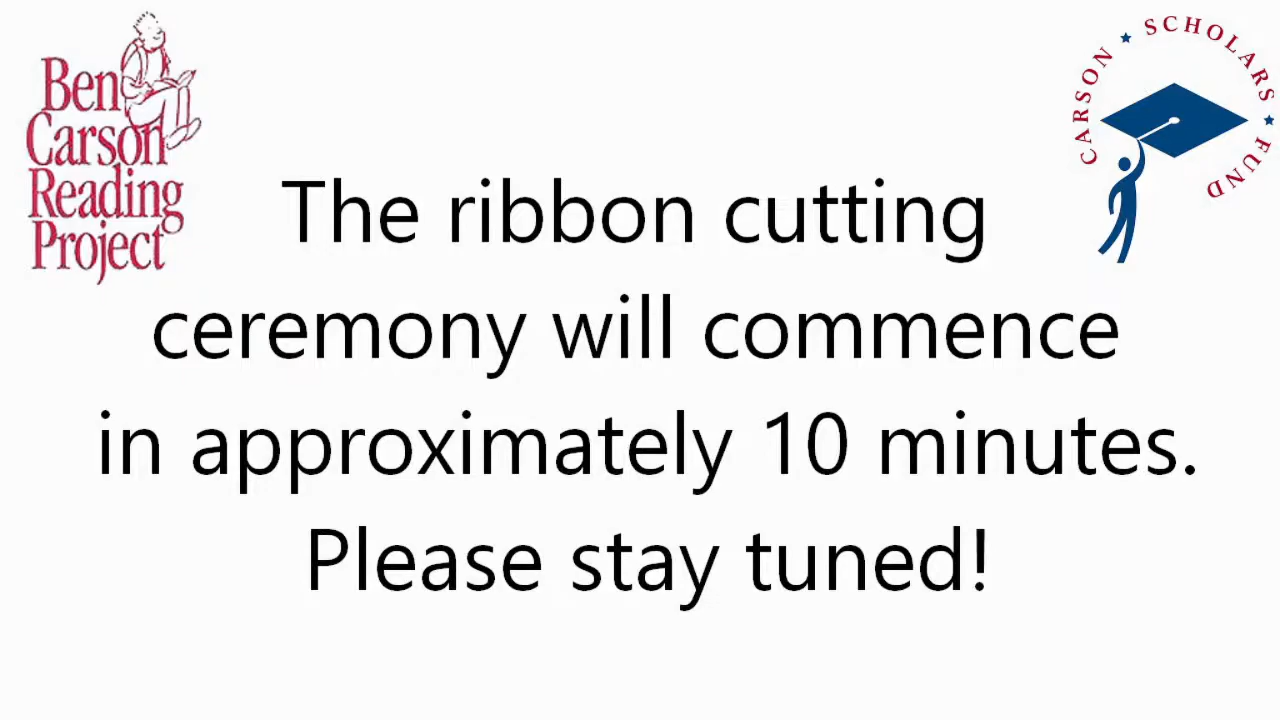 Ben
Carson
Reading
Project
CARSON ★ SCHOLARS ★ FUND
The ribbon cutting
ceremony will commence
in approximately 10 minutes.
Please stay tuned!